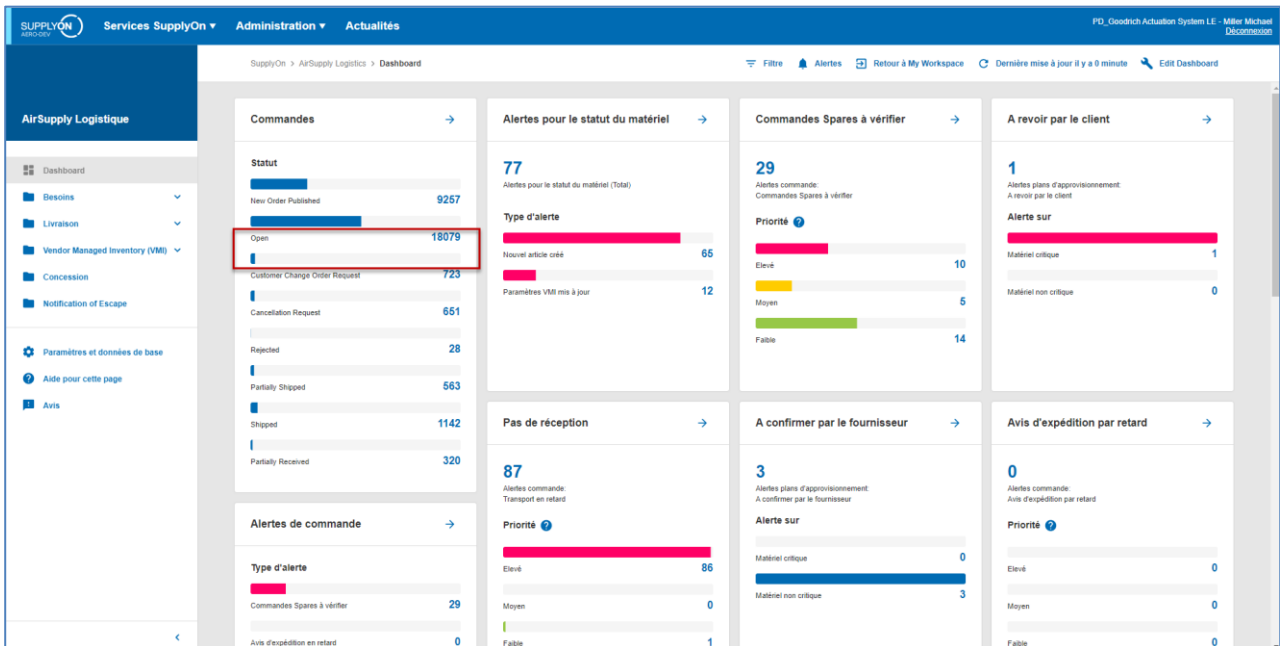 SUPPLYON
AERO-DEV
Services SupplyOn
Administration
Actualités
PD_Goodrich Actuation System LE - Miller Michael
Déconnexion
SupplyOn > AirSupply Logistics > Dashboard
Filtre
Alertes
Retour à My Workspace
Dernière mise à jour il y a 0 minute
Edit Dashboard
AirSupply Logistique
Dashboard
Besoins
Livraison
Vendor Managed Inventory (VMI)
Concession
Notification of Escape
Paramètres et données de base
Aide pour cette page
Avis
Commandes
Statut
New Order Published 9257
Open 18079
Customer Change Order Request 723
Cancellation Request 651
Rejected 28
Partially Shipped 563
Shipped 1142
Partially Received 320
Alertes pour le statut du matériel
77
Alertes pour le statut du matériel (Total)
Type d'alerte
Nouvel article créé 65
Paramètres VMI mis à jour 12
Commandes Spares à vérifier
29
Alertes commande:
Commandes Spares à vérifier
Priorité ?
Elevé 10
Moyen 5
Faible 14
A revoir par le client
1
Alertes plans d'approvisionnement:
A revoir par le client
Alerte sur
Matériel critique 1
Matériel non critique 0
Alertes de commande
Type d'alerte
Commandes Spares à vérifier 29
Avis d'expédition en retard 0
Pas de réception
87
Alertes commande:
Transport en retard
Priorité ?
Elevé 86
Moyen 0
Faible 1
A confirmer par le fournisseur
3
Alertes plans d'approvisionnement:
A confirmer par le fournisseur
Alerte sur
Matériel critique 0
Matériel non critique 3
Avis d'expédition par retard
0
Alertes commande:
Avis d'expédition par retard
Priorité ?
Elevé 0
Moyen 0
Faible 0